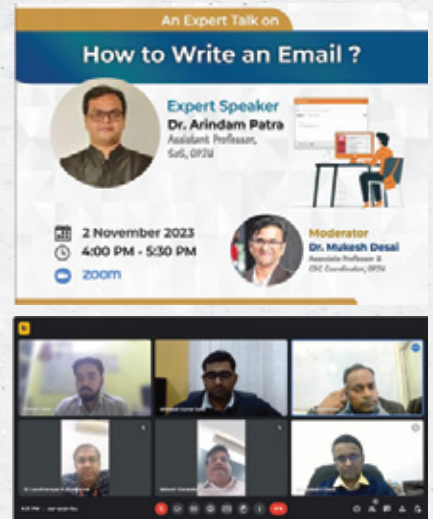 An Expert Talk on
How to Write an Email ?
Expert Speaker
Dr. Arindam Patra
Assistant Professor,
SoS, OPJU
2 November 2023
4:00 PM - 5:30 PM
zoom
Moderator
Dr. Mukesh Desai
Associate Professor &
CDC Coordinator, OPJU